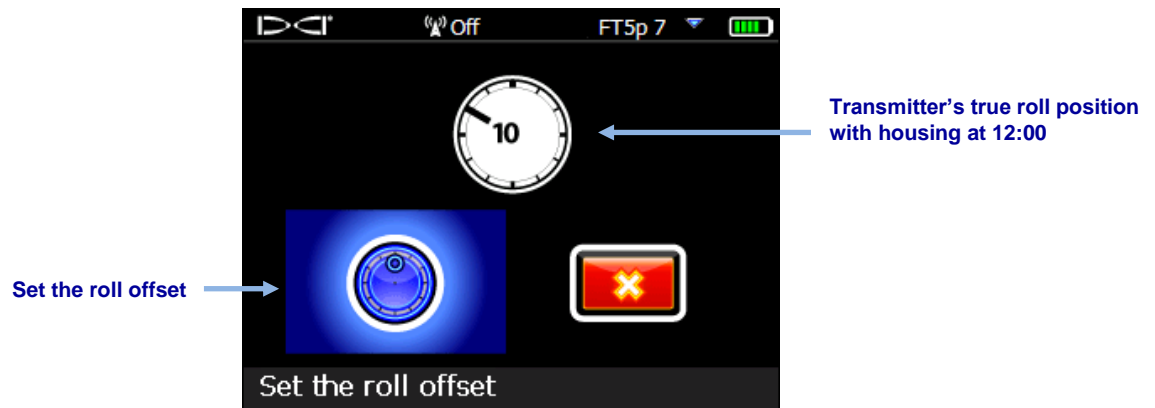 DCI Off FT5p 7
Transmitter's true roll position
with housing at 12:00
10
Set the roll offset
Set the roll offset